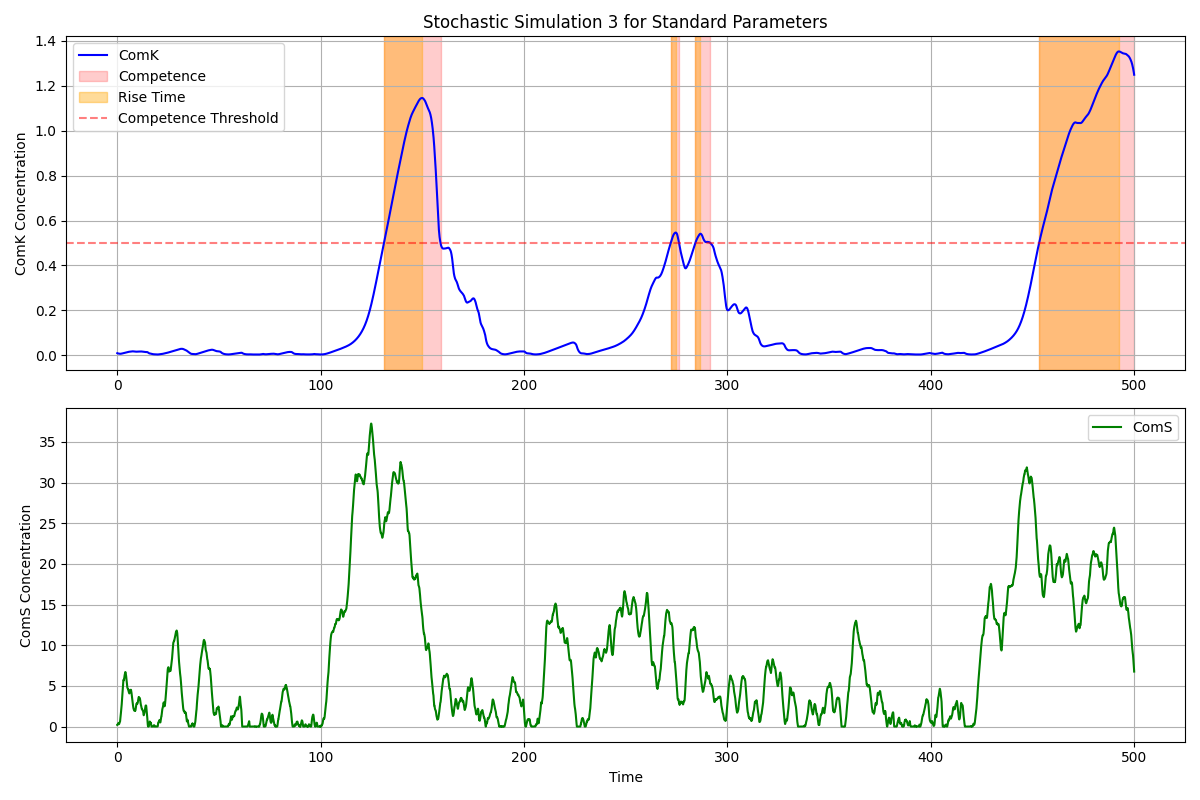 Stochastic Simulation 3 for Standard Parameters
ComK Concentration
1.4
1.2
1.0
0.8
0.6
0.4
0.2
0.0
ComK
Competence
Rise Time
Competence Threshold
0 100 200 300 400 500
ComS Concentration
35
30
25
20
15
10
5
0
ComS
0 100 200 300 400 500
Time